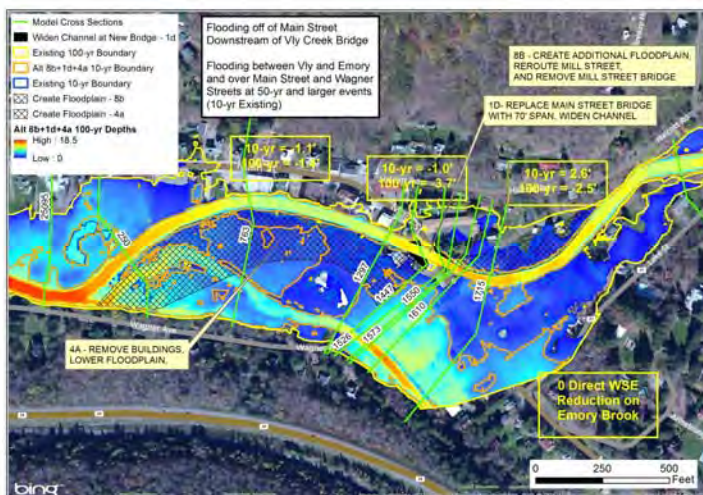 Model Cross Sections
Widen Channel at New Bridge - 1d
Existing 100-yr Boundary
Alt 8b+1d+4a 10-yr Boundary
Existing 10-yr Boundary
Create Floodplain - 8b
Create Floodplain - 4a
Alt 8b+1d+4a 100-yr Depths
High : 18.5
Low : 0
Flooding off of Main Street
Downstream of Vly Creek Bridge
Flooding between Vly and Emory
and over Main Street and Wagner
Streets at 50-yr and larger events
(10-yr Existing)
8B - CREATE ADDITIONAL FLOODPLAIN,
REROUTE MILL STREET,
AND REMOVE MILL STREET BRIDGE
1D- REPLACE MAIN STREET BRIDGE
WITH 70' SPAN, WIDEN CHANNEL
10-yr = -1.1'
10-yr = -1.0'
100-yr = -3.7'
10-yr = 2.6'
100-yr = -2.5'
25095
250
763
1297
1447
1550
1610
1715
1526
1573
Wagner Ave
Wagner
4A - REMOVE BUILDINGS,
LOWER FLOODPLAIN,
0 Direct WSE
Reduction on
Emory Brook
0 250 500
Feet
bing